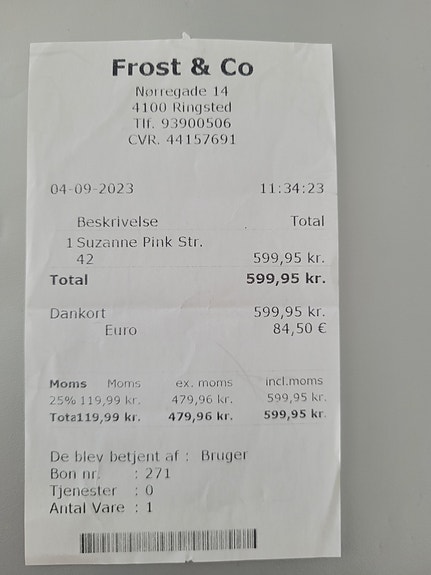 Frost & Co
Nørregade 14
4100 Ringsted
Tlf. 93900506
CVR. 44157691
04-09-2023 11:34:23
Beskrivelse Total
1 Suzanne Pink Str.
42 599,95 kr.
Total 599,95 kr.
Dankort 599,95 kr.
Euro 84,50 €
Moms Moms ex. moms incl.moms
25% 119,99 kr. 479,96 kr. 599,95 kr.
Total119,99 kr. 479,96 kr. 599,95 kr.
De blev betjent af : Bruger
Bon nr. : 271
Tjenester : 0
Antal Vare : 1